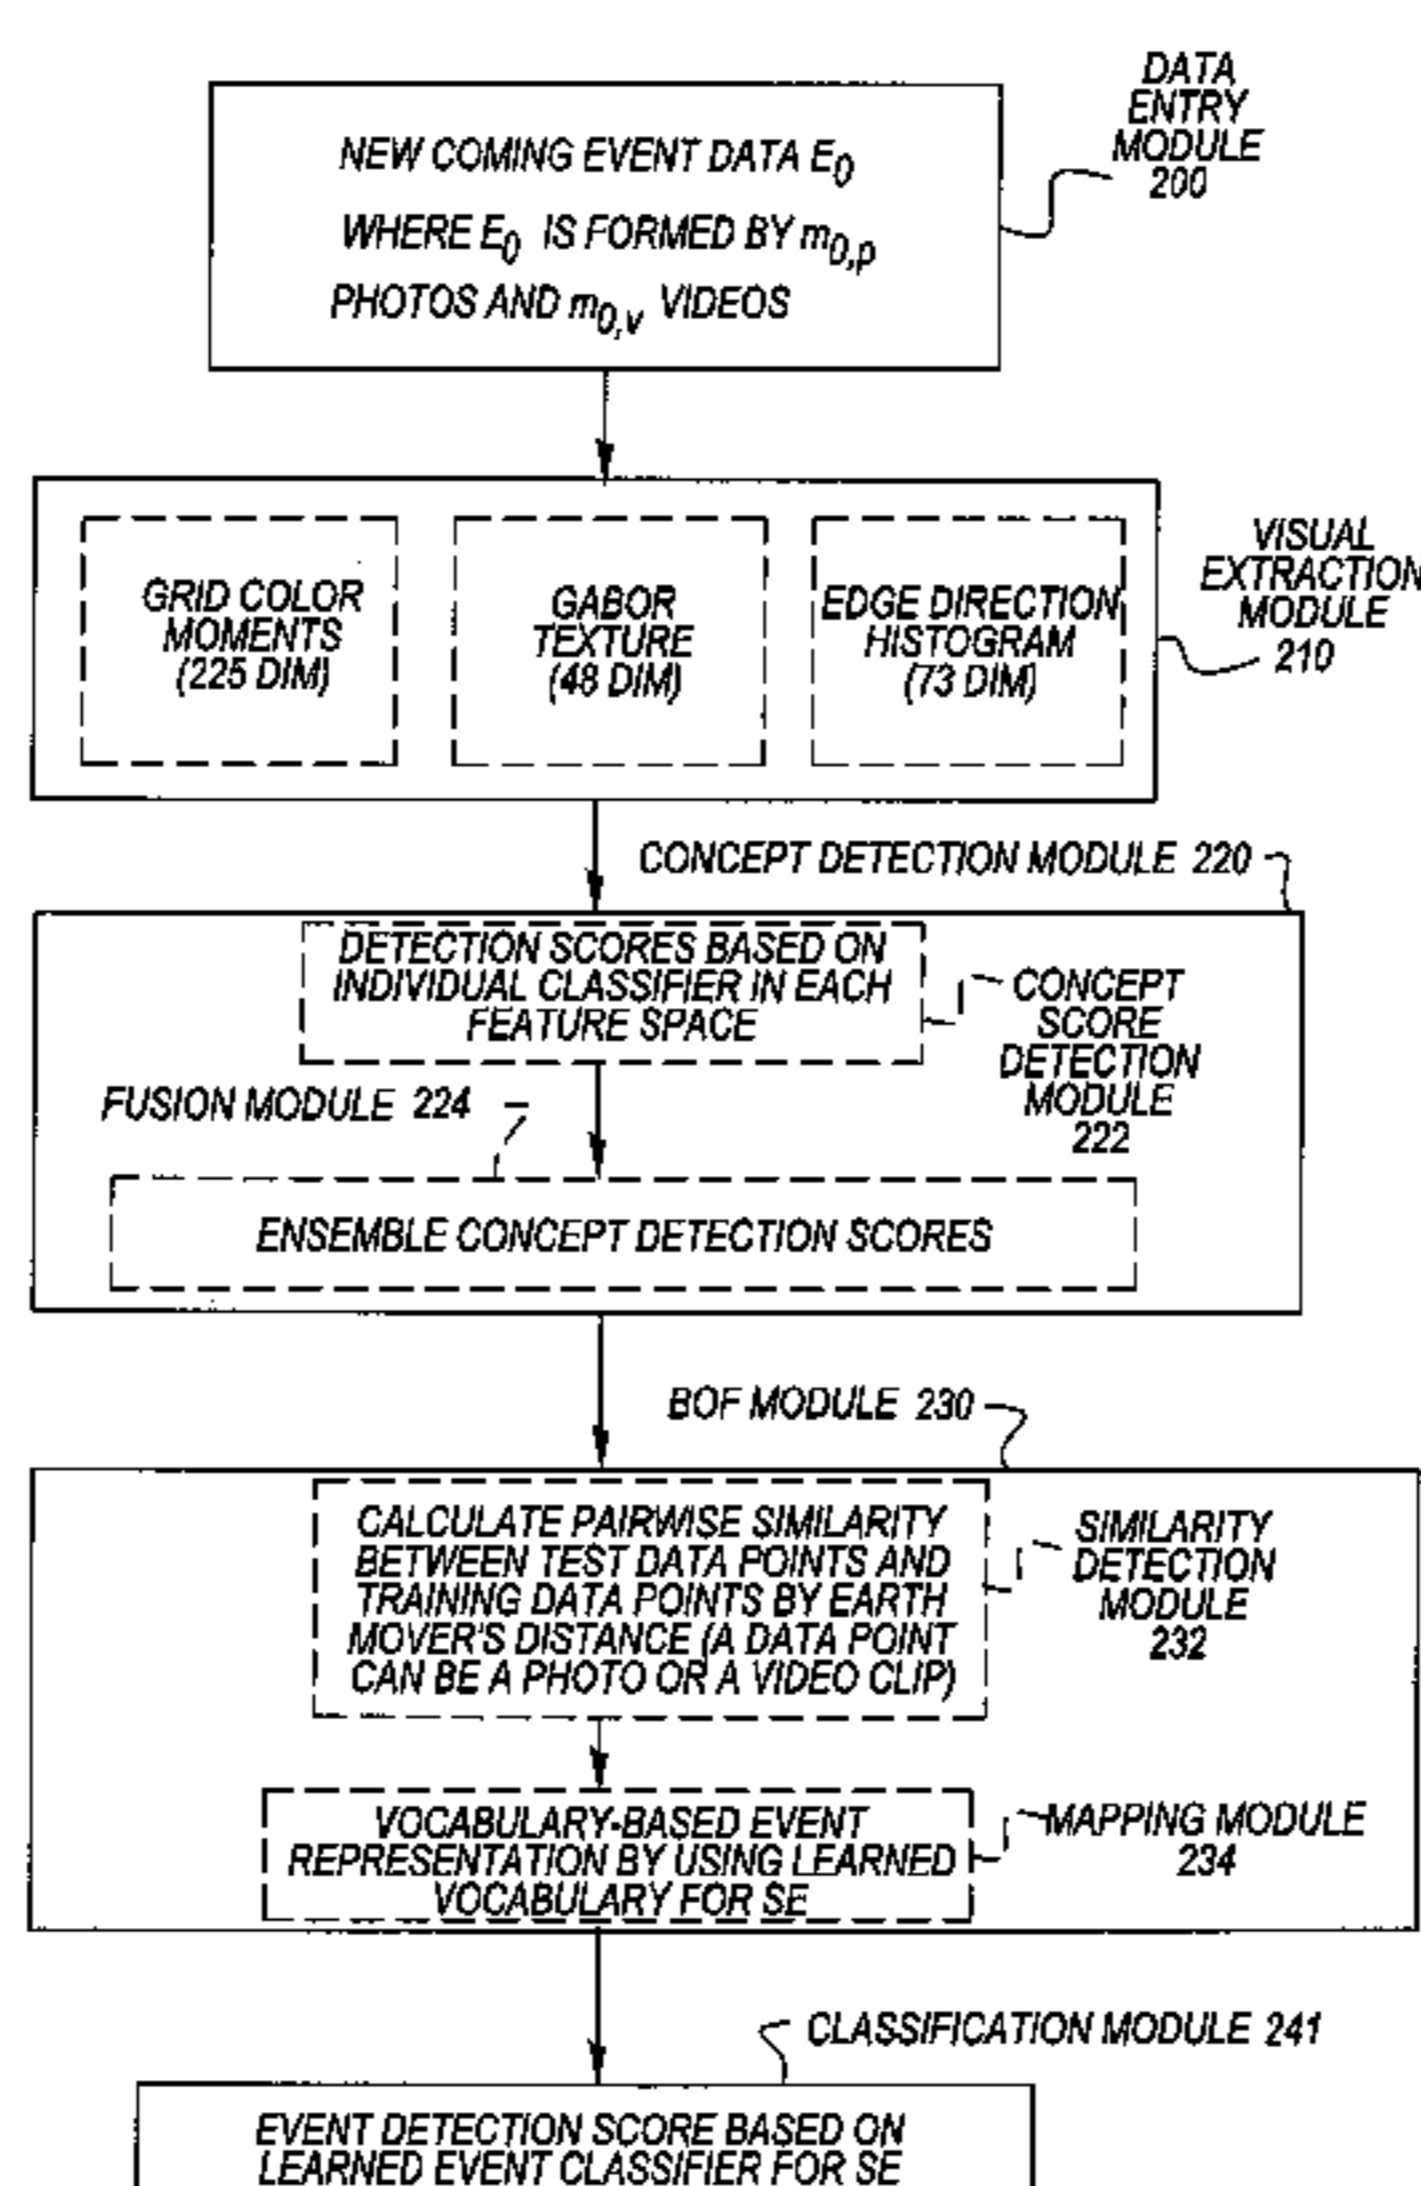 DATA
ENTRY
MODULE
200
NEW COMING EVENT DATA E0
WHERE E0 IS FORMED BY m0,p
PHOTOS AND m0,v VIDEOS
VISUAL
EXTRACTION
MODULE
210
GRID COLOR
MOMENTS
(225 DIM)
GABOR
TEXTURE
(48 DIM)
EDGE DIRECTION
HISTOGRAM
(73 DIM)
CONCEPT DETECTION MODULE 220
DETECTION SCORES BASED ON
INDIVIDUAL CLASSIFIER IN EACH
FEATURE SPACE
CONCEPT
SCORE
DETECTION
MODULE
222
FUSION MODULE 224
ENSEMBLE CONCEPT DETECTION SCORES
BOF MODULE 230
CALCULATE PAIRWISE SIMILARITY
BETWEEN TEST DATA POINTS AND
TRAINING DATA POINTS BY EARTH
MOVER'S DISTANCE (A DATA POINT
CAN BE A PHOTO OR A VIDEO CLIP)
SIMILARITY
DETECTION
MODULE
232
VOCABULARY-BASED EVENT
REPRESENTATION BY USING LEARNED
VOCABULARY FOR SE
MAPPING MODULE
234
CLASSIFICATION MODULE 241
EVENT DETECTION SCORE BASED ON
LEARNED EVENT CLASSIFIER FOR SE